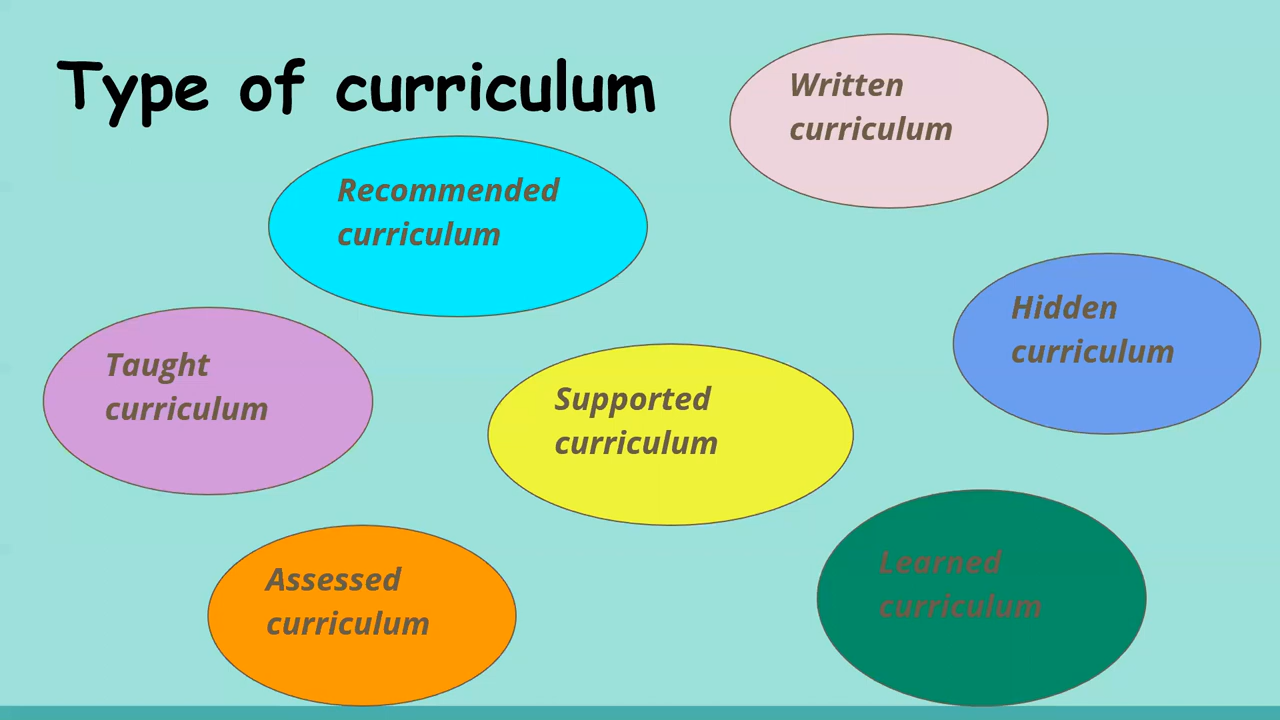 Type of curriculum
Written
curriculum
Recommended
curriculum
Hidden
curriculum
Taught
curriculum
Supported
curriculum
Learned
curriculum
Assessed
curriculum